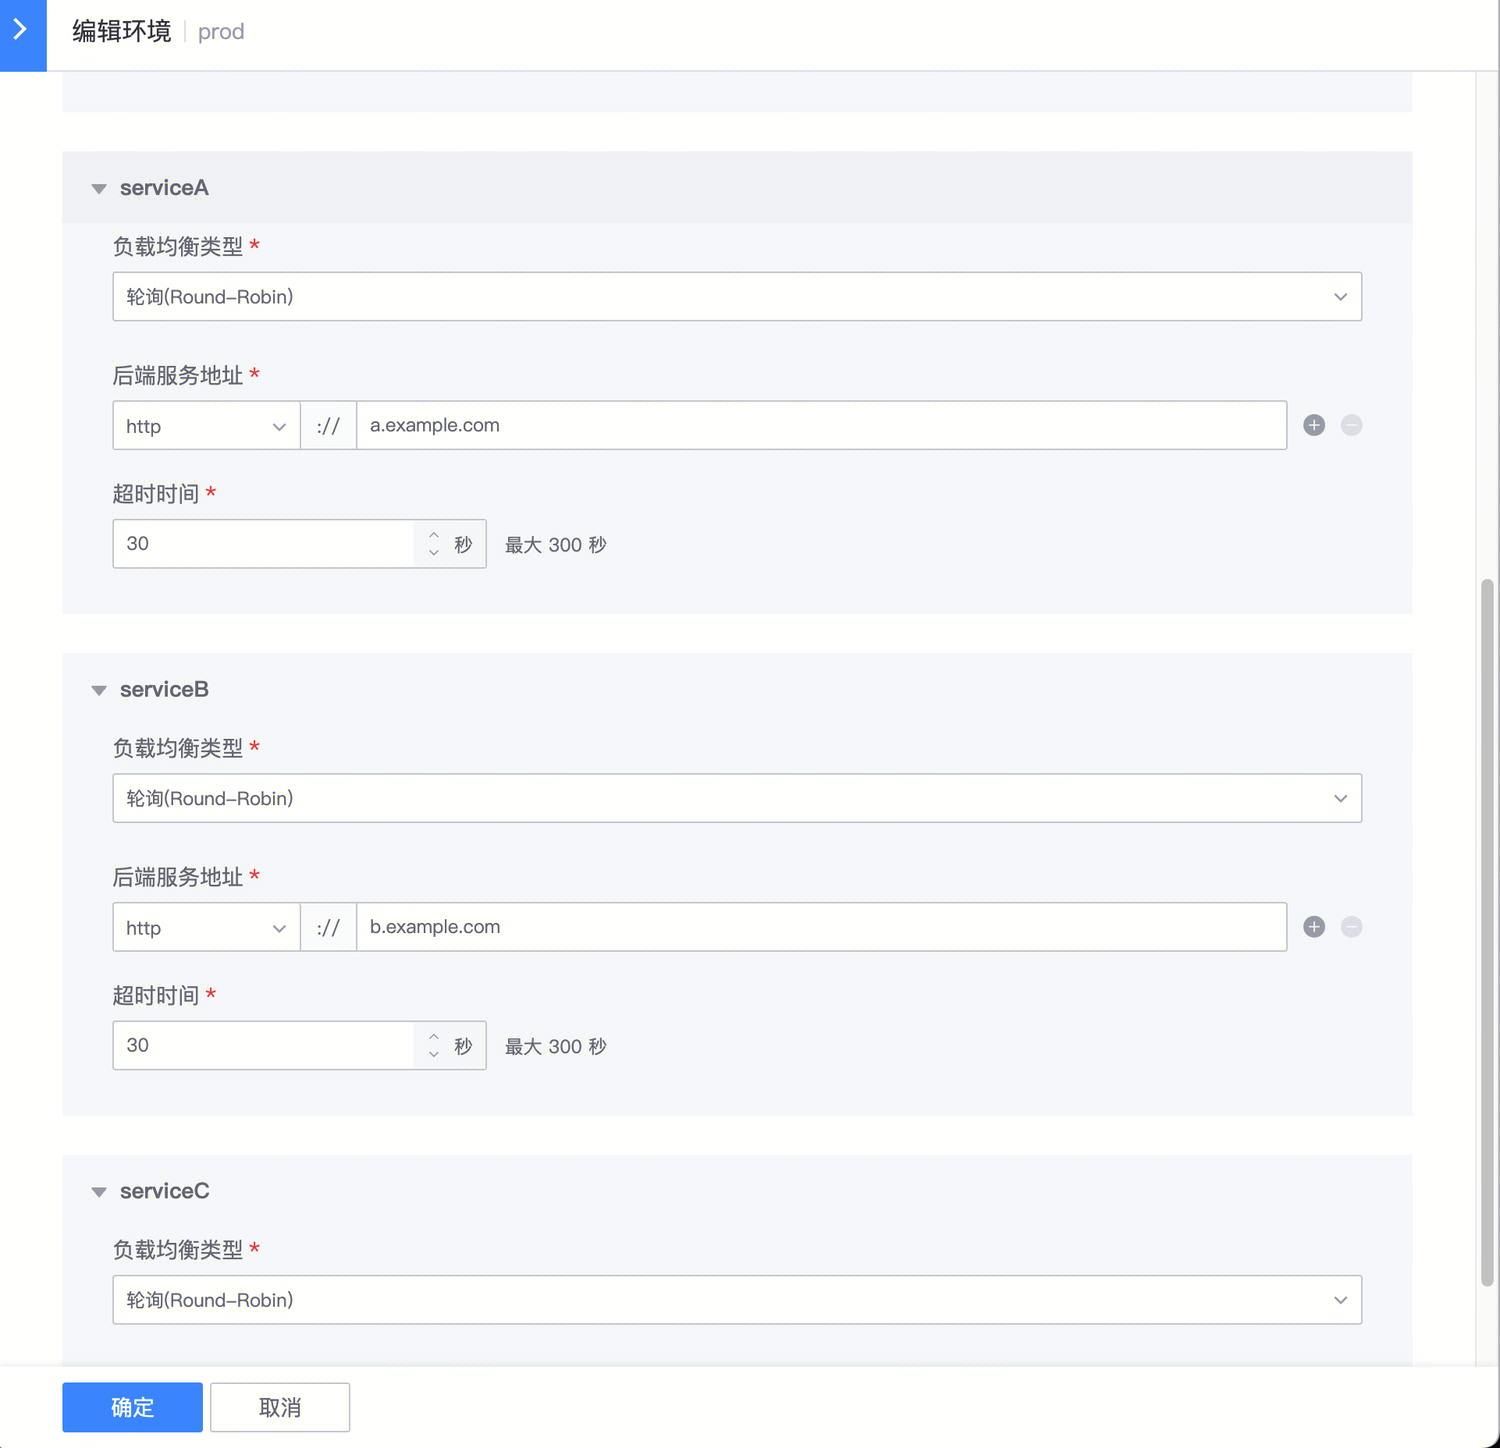 编辑环境 prod
serviceA
负载均衡类型 *
轮询(Round-Robin)
后端服务地址 *
http :// a.example.com
超时时间 *
30 秒 最大 300 秒
serviceB
负载均衡类型 *
轮询(Round-Robin)
后端服务地址 *
http :// b.example.com
超时时间 *
30 秒 最大 300 秒
serviceC
负载均衡类型 *
轮询(Round-Robin)
确定 取消